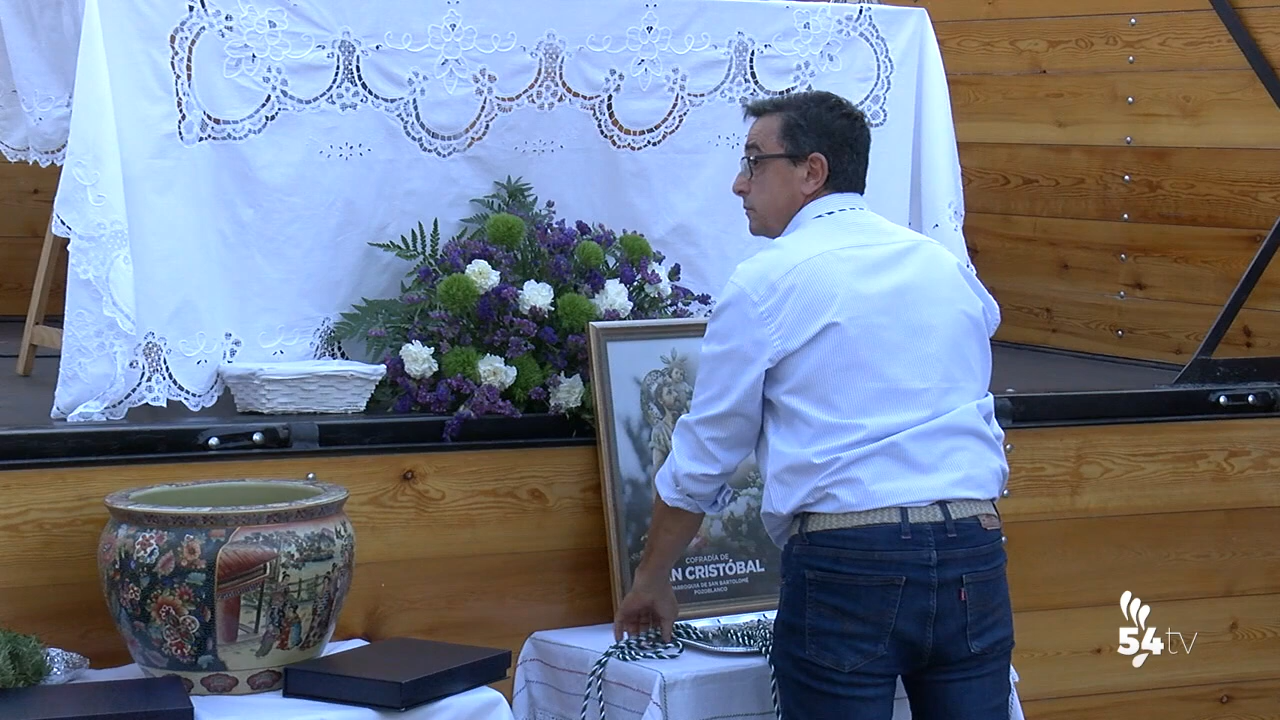 COFRADÍA DE
AN CRISTÓBAL
PARROQUIA DE SAN BARTOLOMÉ
POZOBLANCO
54tv